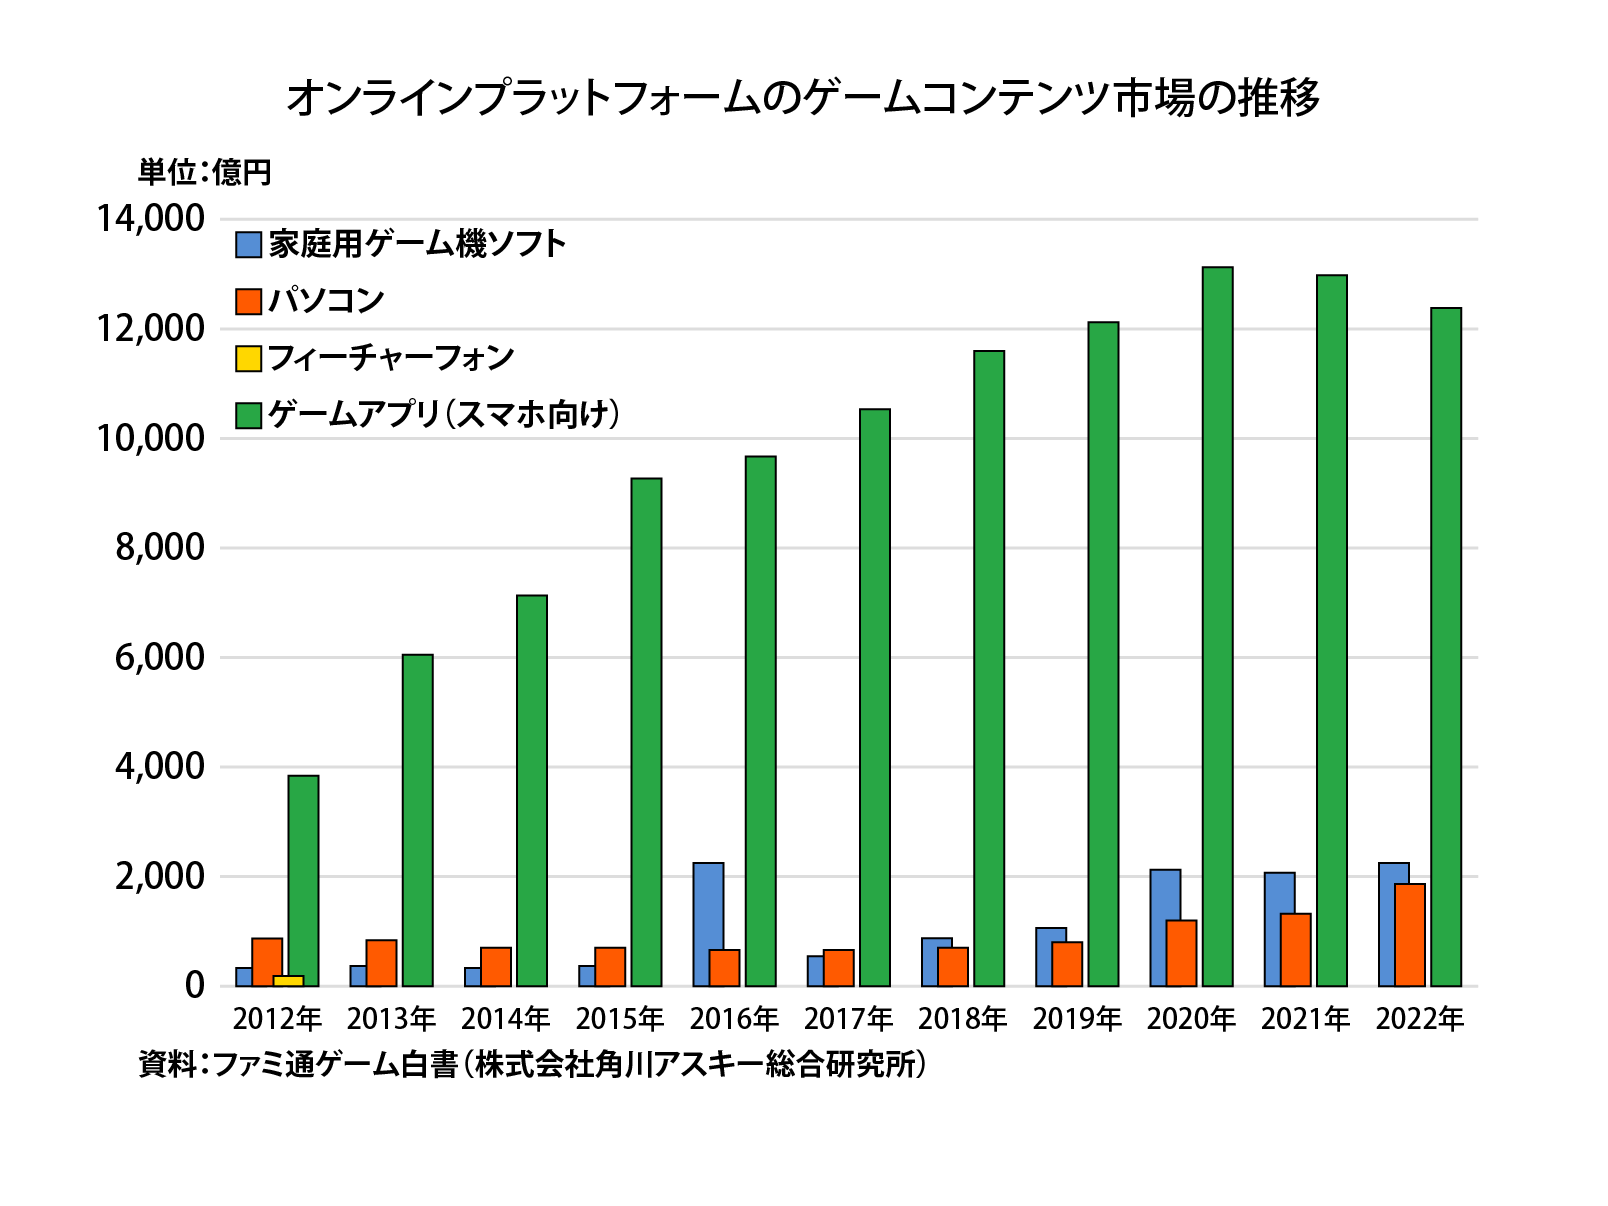 オンラインプラットフォームのゲームコンテンツ市場の推移
単位：億円
14,000
家庭用ゲーム機ソフト
パソコン
12,000
フィーチャーフォン
ゲームアプリ（スマホ向け）
10,000
8,000
6,000
4,000
2,000
0
2012年 2013年 2014年 2015年 2016年 2017年 2018年 2019年 2020年 2021年 2022年
資料：ファミ通ゲーム白書（株式会社角川アスキー総合研究所）